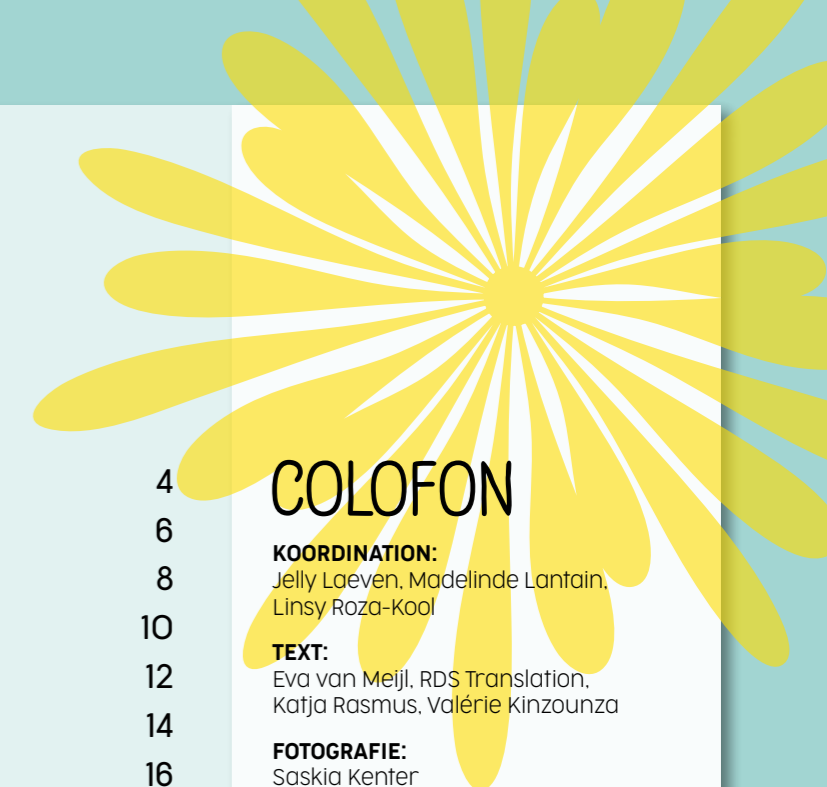 4
6
8
10
12
14
16
COLOFON
KOORDINATION:
Jelly Laeven, Madelinde Lantain,
Linsy Roza-Kool
TEXT:
Eva van Meijl, RDS Translation,
Katja Rasmus, Valérie Kinzounza
FOTOGRAFIE:
Saskia Kenter